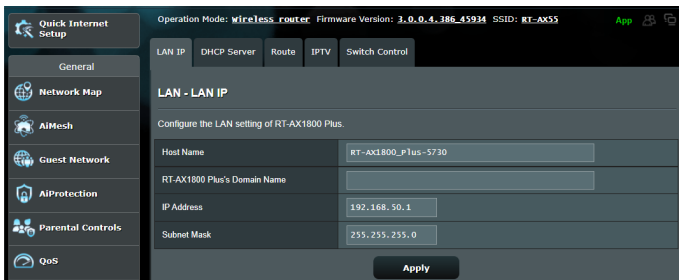 Quick Internet
Setup
Operation Mode: Wireless router Firmware Version: 3.0.0.4.386_45934 SSID: RT-AX55
App
LAN IP
DHCP Server
Route
IPTV
Switch Control
General
Network Map
AiMesh
Guest Network
AiProtection
Parental Controls
QoS
LAN - LAN IP
Configure the LAN setting of RT-AX1800 Plus.
Host Name
RT-AX1800_Plus-5730
RT-AX1800 Plus's Domain Name
IP Address
192.168.50.1
Subnet Mask
255.255.255.0
Apply